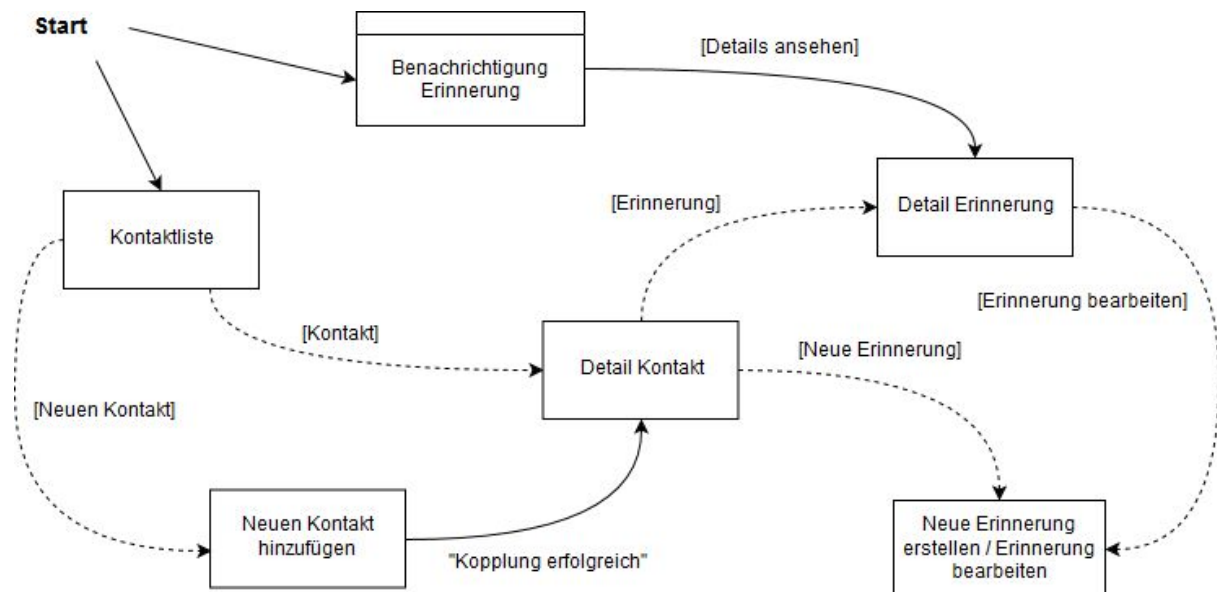 Start
Benachrichtigung
Erinnerung
[Details ansehen]
Detail Erinnerung
[Erinnerung]
Kontaktliste
[Erinnerung bearbeiten]
[Kontakt]
[Neue Erinnerung]
Detail Kontakt
[Neuen Kontakt]
Neuen Kontakt
hinzufügen
"Kopplung erfolgreich"
Neue Erinnerung
erstellen / Erinnerung
bearbeiten